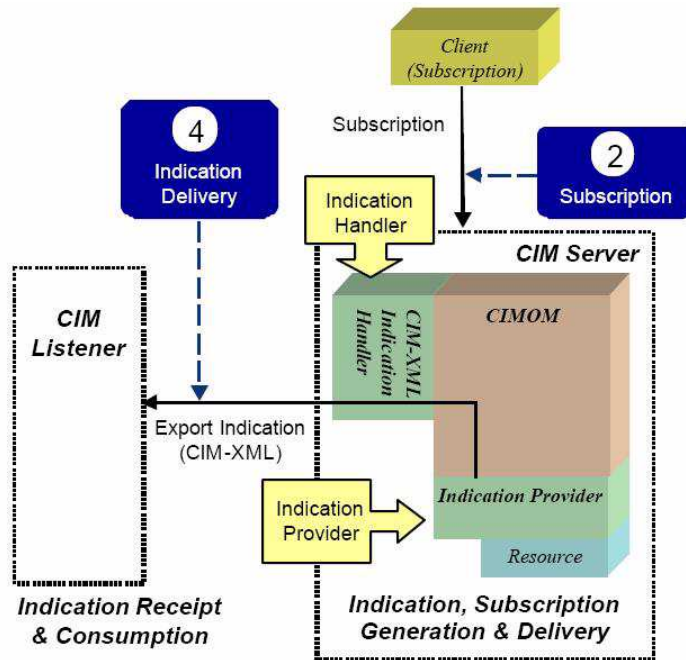 Client
(Subscription)
Subscription
4
Indication
Delivery
2
Subscription
Indication
Handler
CIM Server
CIM
Listener
CIM-XML
Indication
Handler
CIMOM
Export Indication
(CIM-XML)
Indication
Provider
Indication Provider
Resource
Indication Receipt
& Consumption
Indication, Subscription
Generation & Delivery